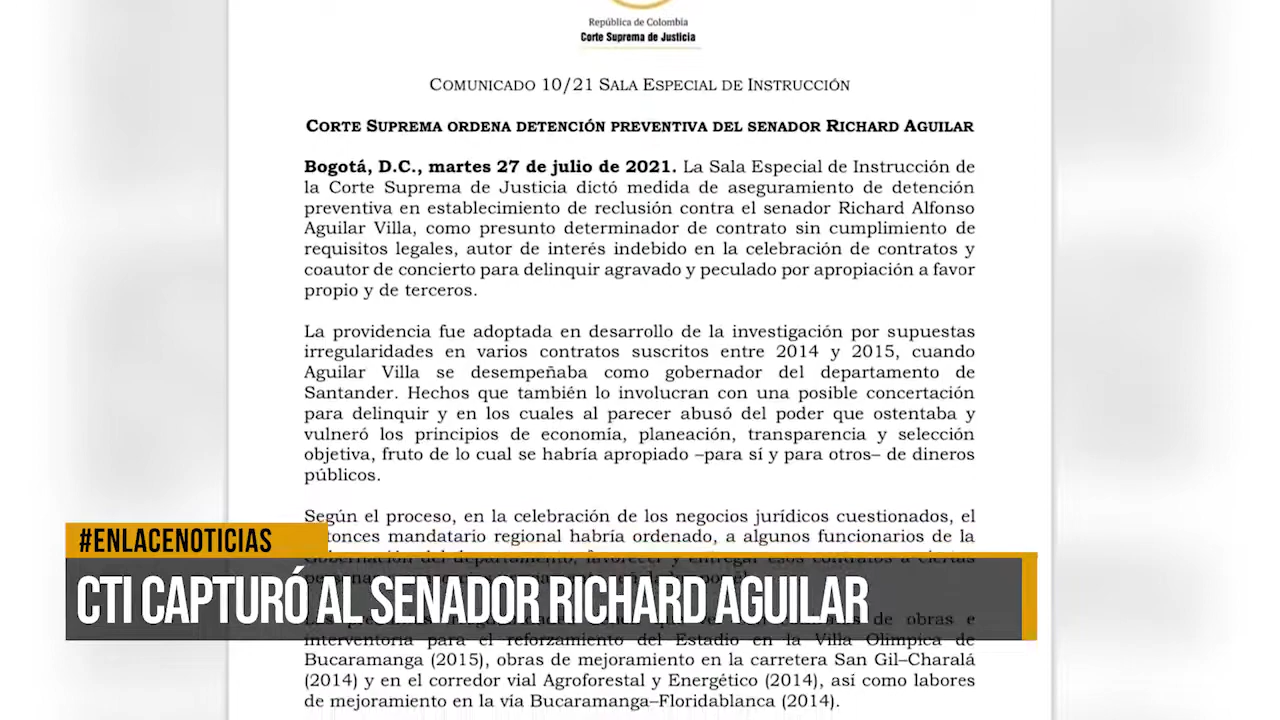 República de Colombia
Corte Suprema de Justicia
COMUNICADO 10/21 SALA ESPECIAL DE INSTRUCCIÓN
CORTE SUPREMA ORDENA DETENCIÓN PREVENTIVA DEL SENADOR RICHARD AGUILAR
Bogotá, D.C., martes 27 de julio de 2021. La Sala Especial de Instrucción de
la Corte Suprema de Justicia dictó medida de aseguramiento de detención
preventiva en establecimiento de reclusión contra el senador Richard Alfonso
Aguilar Villa, como presunto determinador de contrato sin cumplimiento de
requisitos legales, autor de interés indebido en la celebración de contratos y
coautor de concierto para delinquir agravado y peculado por apropiación a favor
propio y de terceros.
La providencia fue adoptada en desarrollo de la investigación por supuestas
irregularidades en varios contratos suscritos entre 2014 y 2015, cuando
Aguilar Villa se desempeñaba como gobernador del departamento de
Santander. Hechos que también lo involucran con una posible concertación
para delinquir y en los cuales al parecer abusó del poder que ostentaba y
vulneró los principios de economía, planeación, transparencia y selección
objetiva, fruto de lo cual se habría apropiado –para sí y para otros– de dineros
públicos.
Según el proceso, en la celebración de los negocios jurídicos cuestionados, el
mandatario regional habría ordenado, a algunos funcionarios de la
#ENLACENOTICIAS
CTI CAPTURÓ AL SENADOR RICHARD AGUILAR
de obras e
interventoría para el reforzamiento del Estadio en la Villa Olímpica de
Bucaramanga (2015), obras de mejoramiento en la carretera San Gil–Charalá
(2014) y en el corredor vial Agroforestal y Energético (2014), así como labores
de mejoramiento en la vía Bucaramanga–Floridablanca (2014).